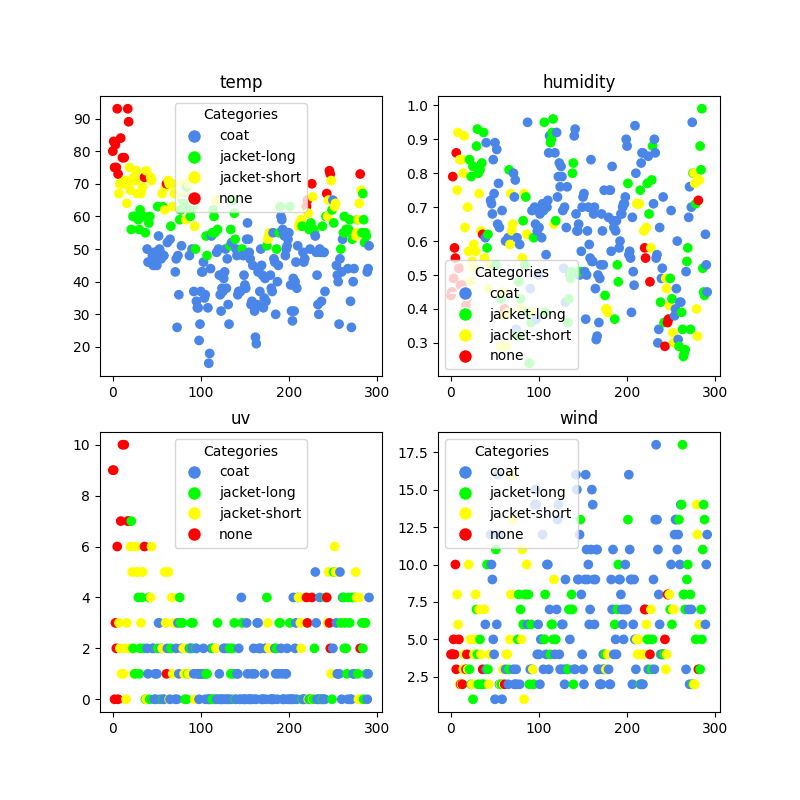 temp
90
80
70
60
50
40
30
20
0
100
200
300
Categories
coat
jacket-long
jacket-short
none
humidity
1.0
0.9
0.8
0.7
0.6
0.5
0.4
0.3
0
100
200
300
Categories
coat
jacket-long
jacket-short
none
uv
10
8
6
4
2
0
0
100
200
300
Categories
coat
jacket-long
jacket-short
none
wind
17.5
15.0
12.5
10.0
7.5
5.0
2.5
0
100
200
300
Categories
coat
jacket-long
jacket-short
none